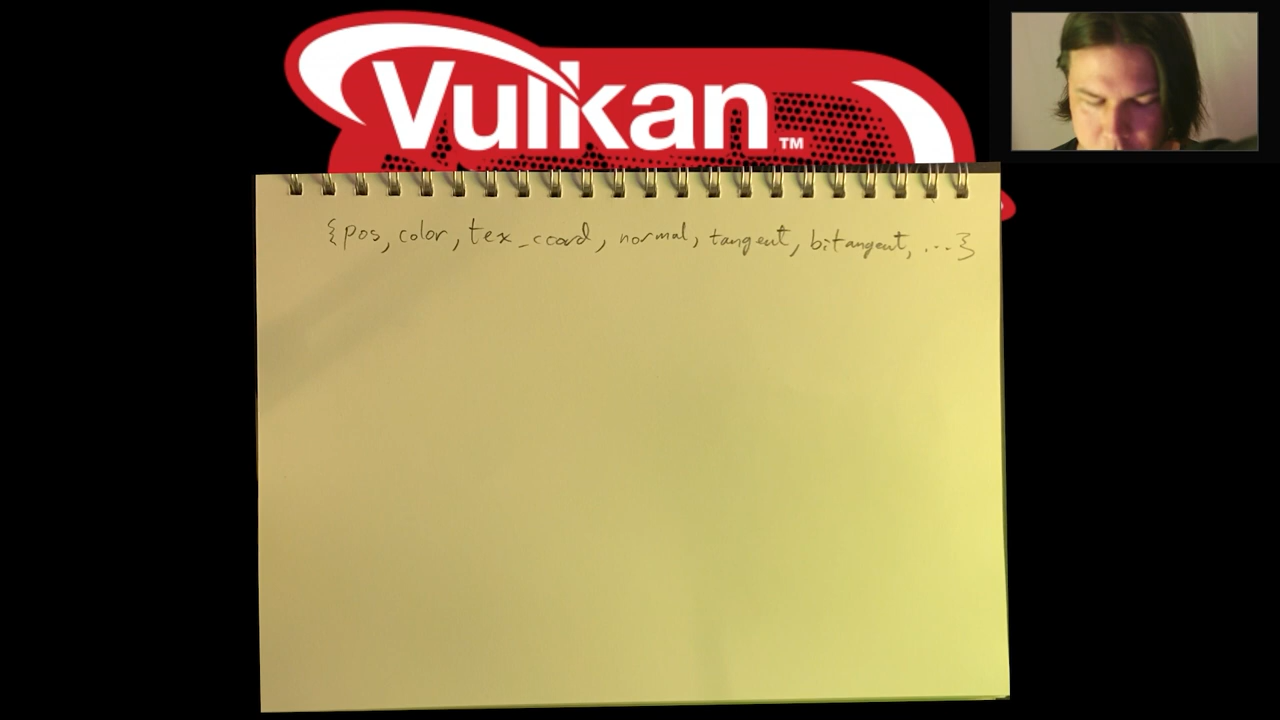 Vulkan™
{pos, color, tex_coord, normal, tangent, bitangent, ...}